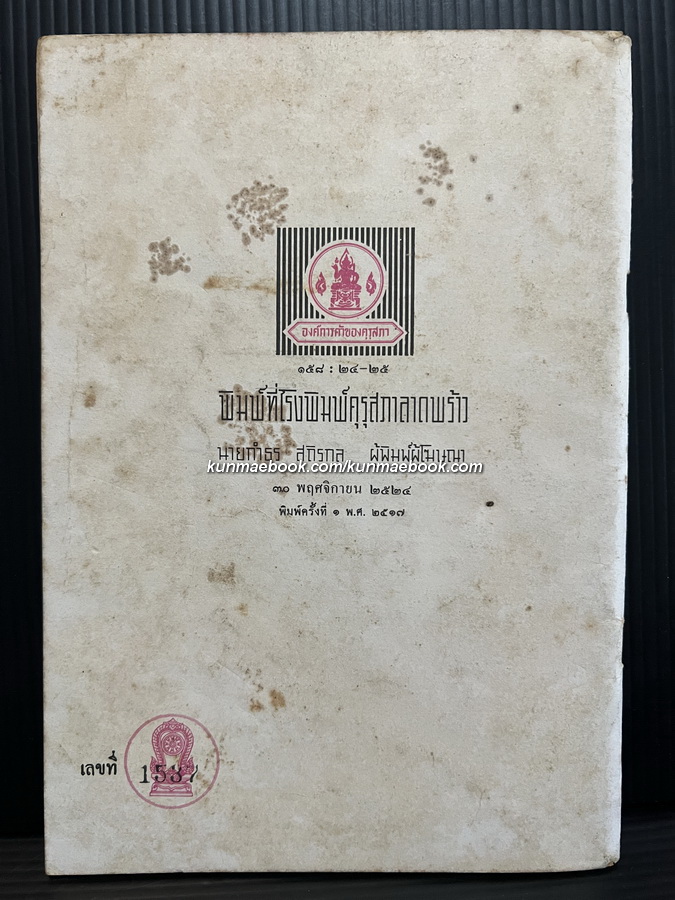 องค์การค้าของคุรุสภา
๑๕๘ : ๒๔-๒๕
พิมพ์ที่โรงพิมพ์คุรุสภาลาดพร้าว
นายกำธร สถิรกุล ผู้พิมพ์ผู้โฆษณา
kunmaebook.com/kunmaebook.com
๓๐ พฤศจิกายน ๒๕๒๔
พิมพ์ครั้งที่ ๑ พ.ศ. ๒๕๑๗
เลขที่ 1537